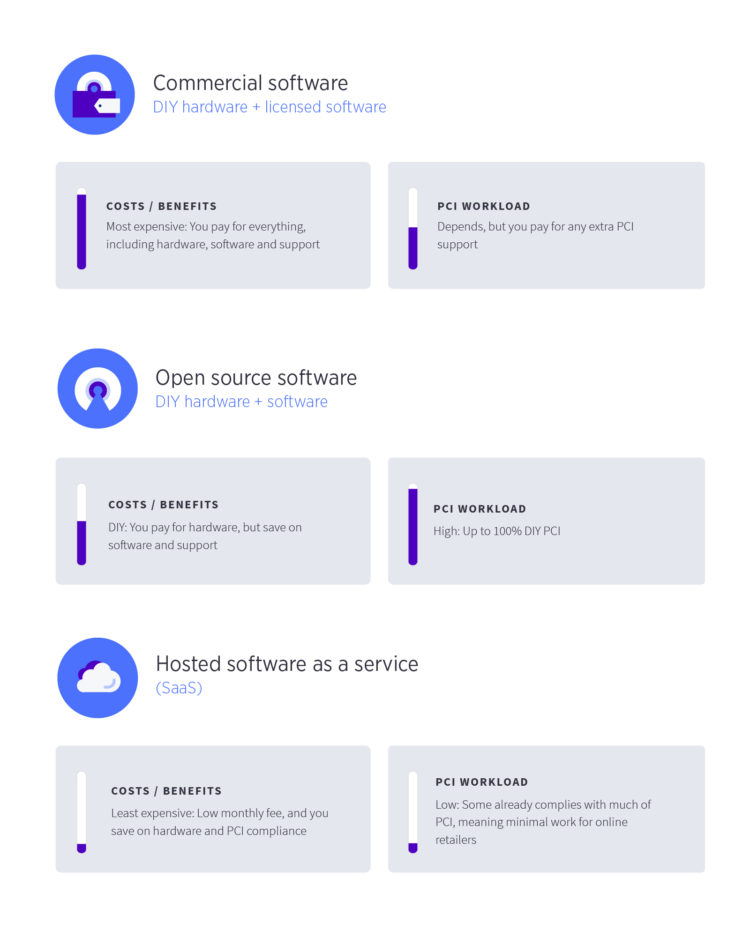 Commercial software
DIY hardware + licensed software
COSTS / BENEFITS
Most expensive: You pay for everything,
including hardware, software and support
PCI WORKLOAD
Depends, but you pay for any extra PCI
support
Open source software
DIY hardware + software
COSTS / BENEFITS
DIY: You pay for hardware, but save on
software and support
PCI WORKLOAD
High: Up to 100% DIY PCI
Hosted software as a service
(SaaS)
COSTS / BENEFITS
Least expensive: Low monthly fee, and you
save on hardware and PCI compliance
PCI WORKLOAD
Low: Some already complies with much of
PCI, meaning minimal work for online
retailers